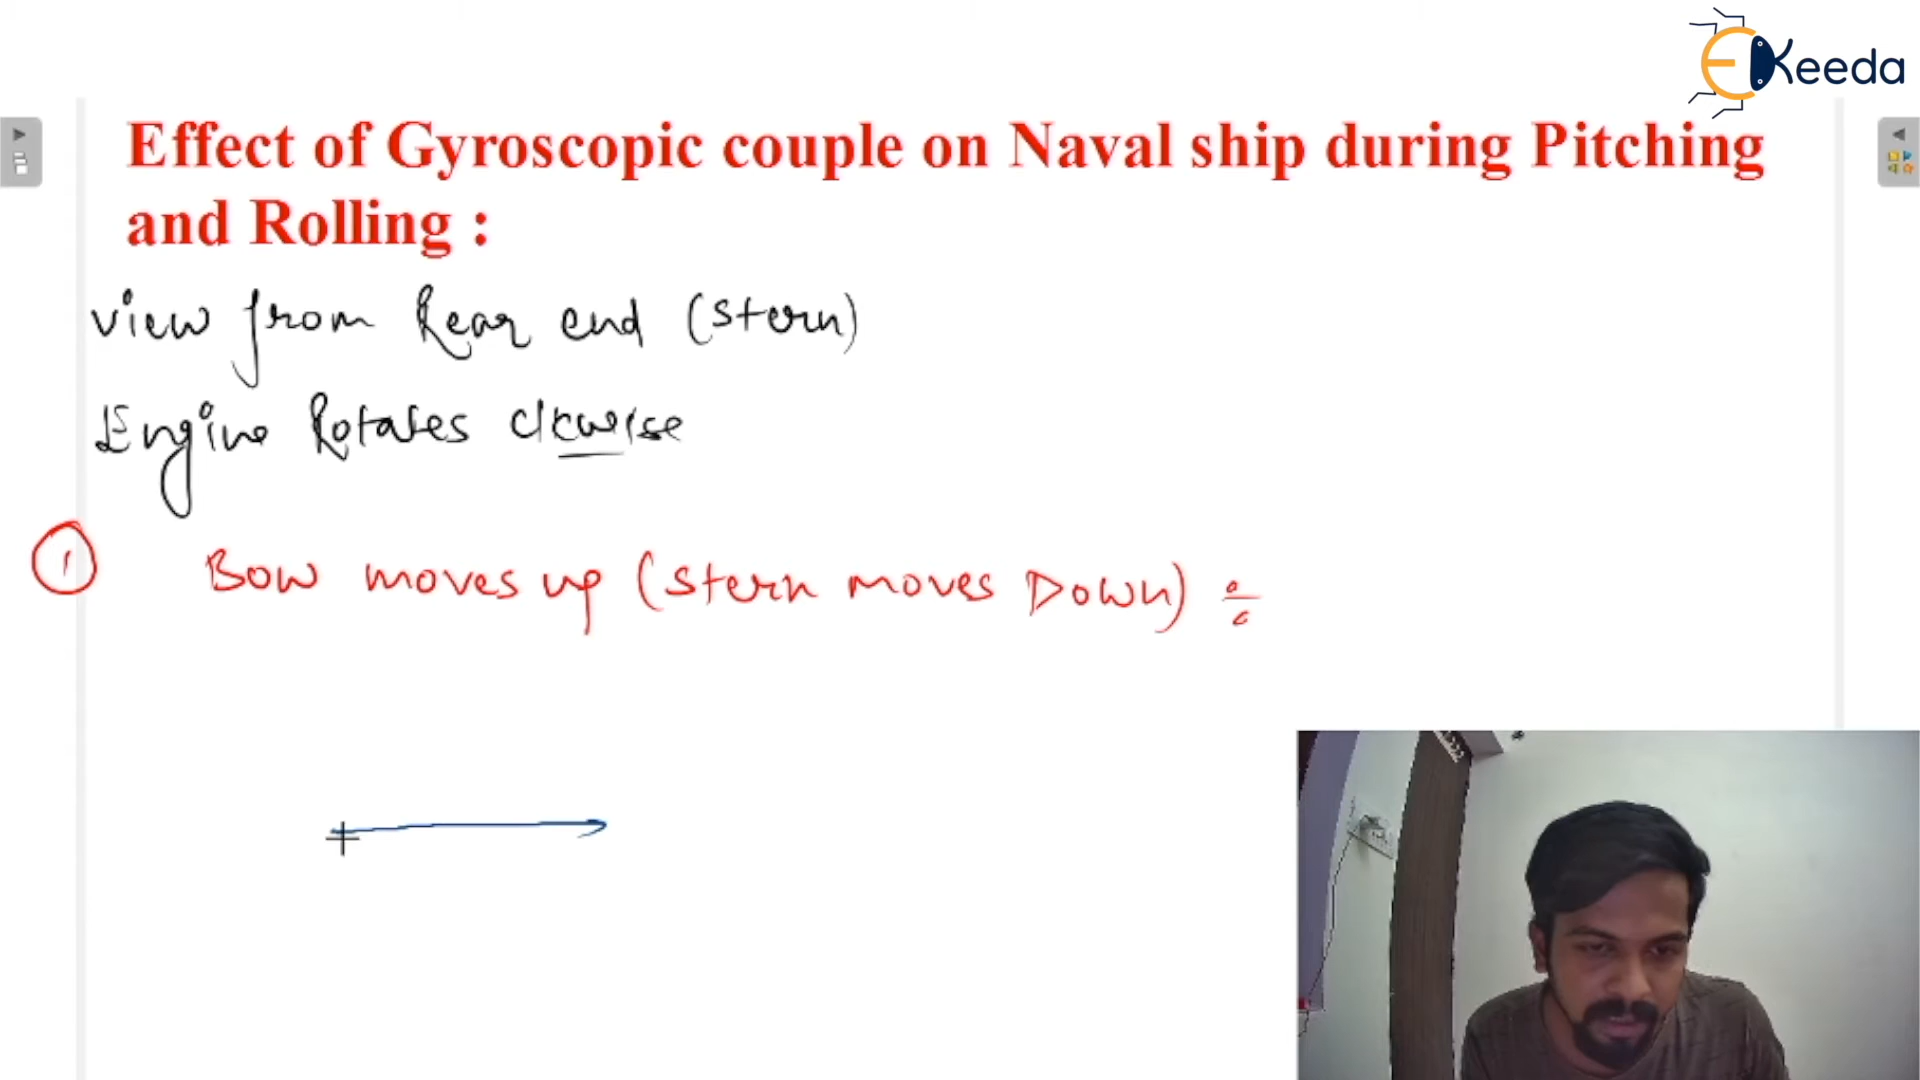 EKeeda
Effect of Gyroscopic couple on Naval ship during Pitching
and Rolling :
View from Rear end (stern)
Engine Rotates clkwise
1 Bow moves up (stern moves Down) :